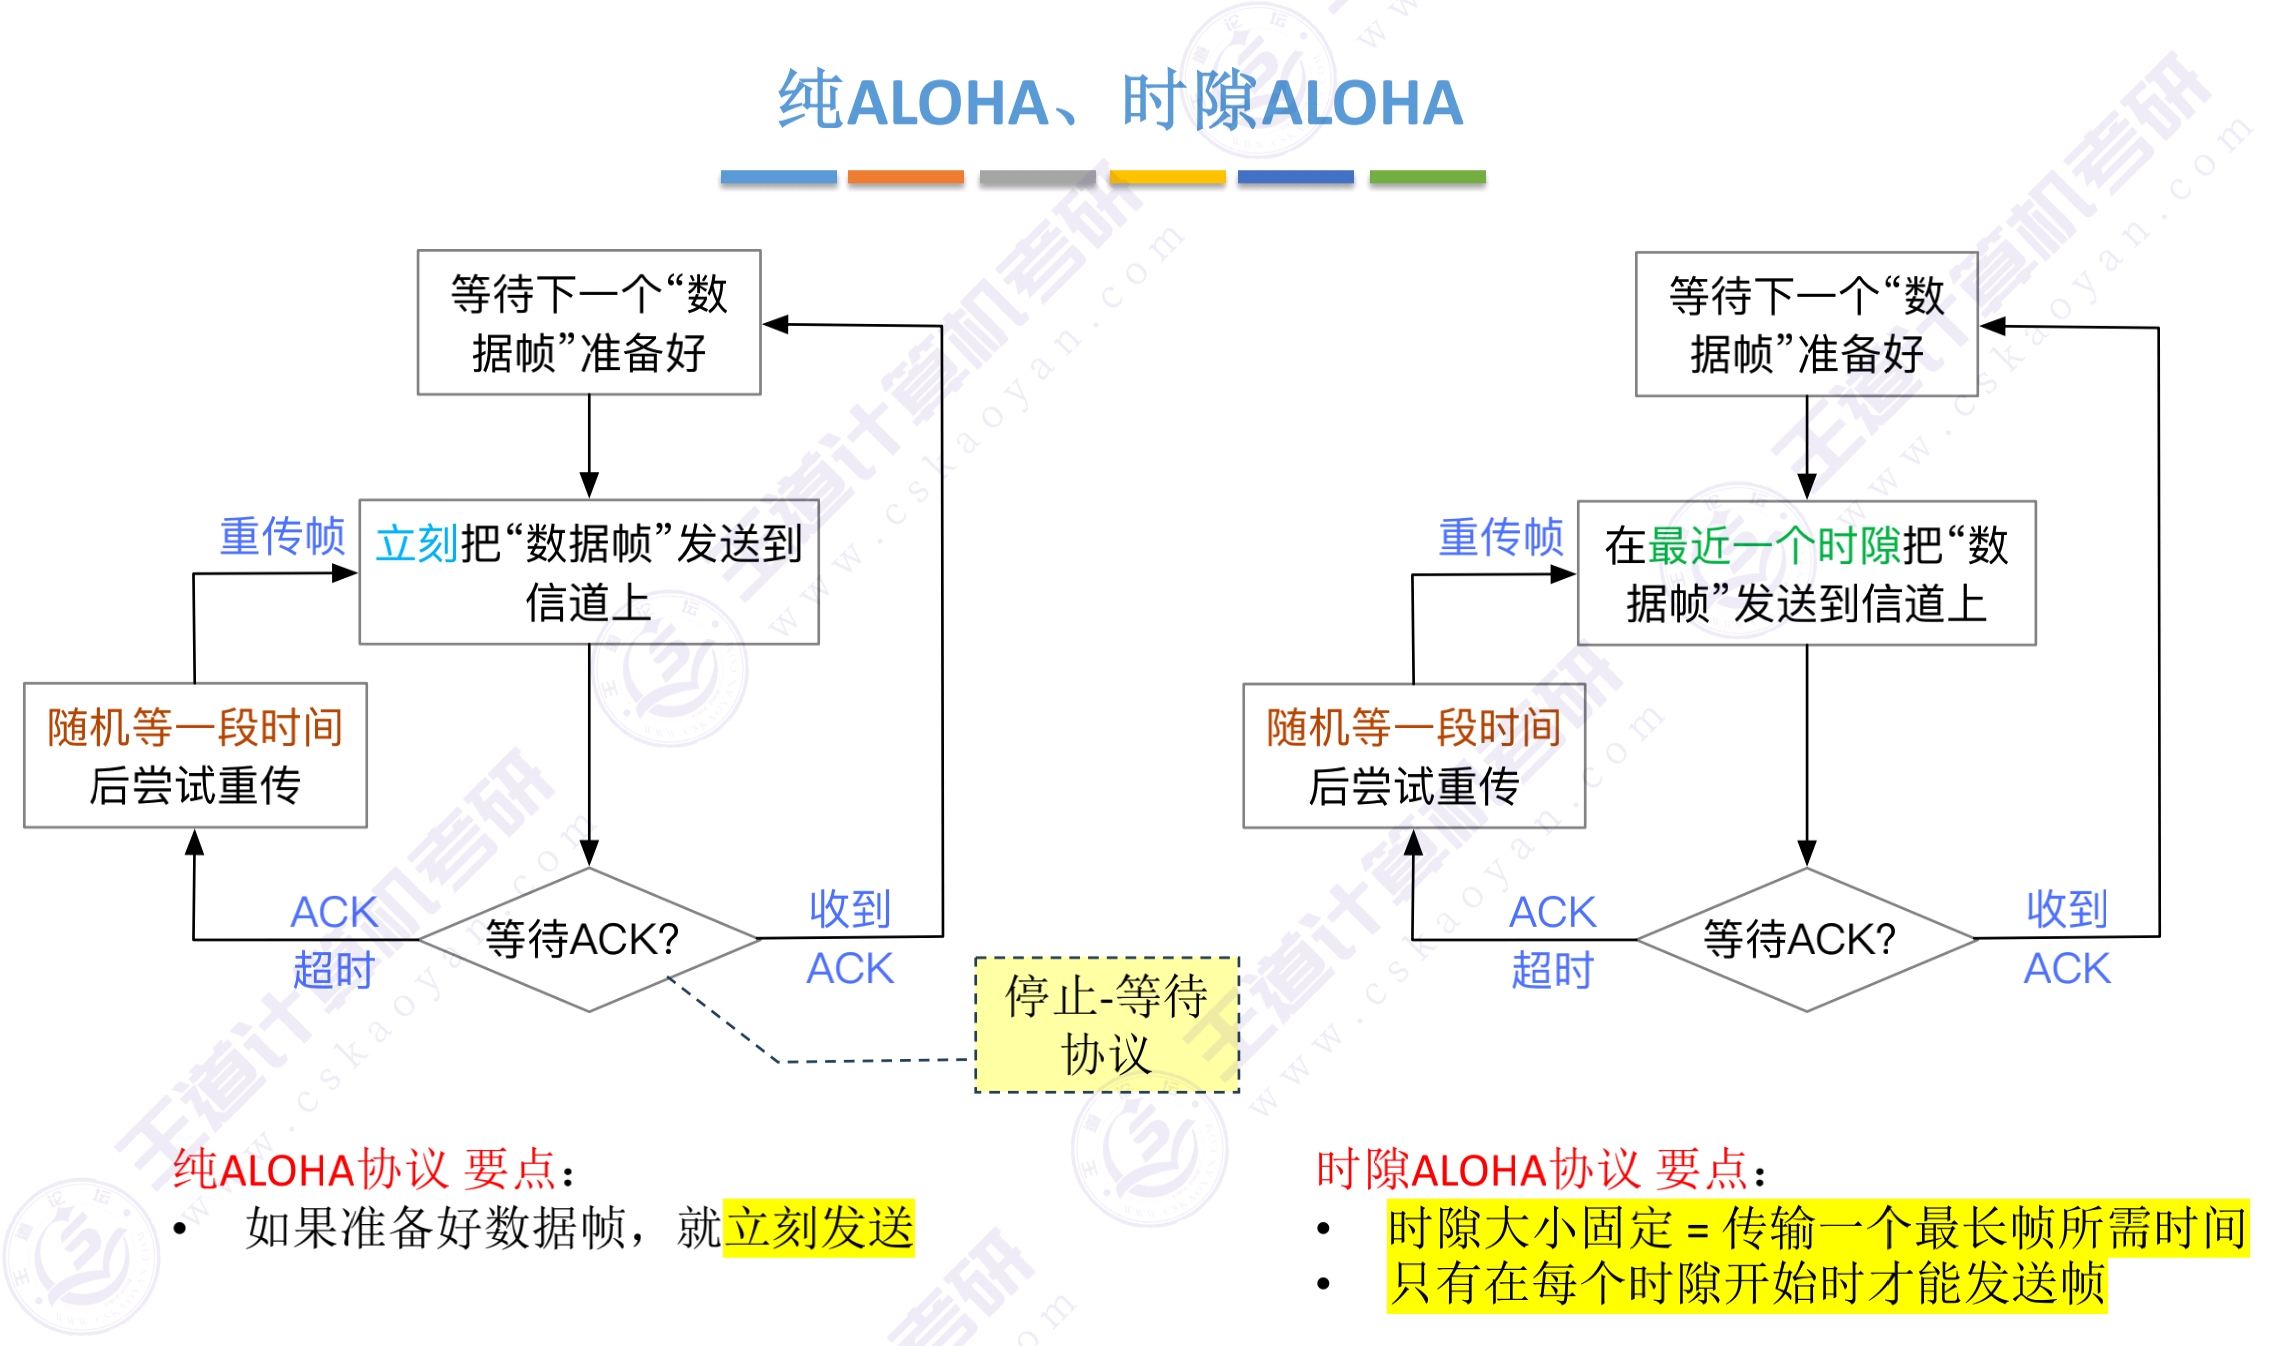 纯ALOHA、时隙ALOHA
等待下一个“数
据帧”准备好
重传帧
立刻把“数据帧”发送到
信道上
随机等一段时间
后尝试重传
ACK
超时
等待ACK?
收到
ACK
停止-等待
协议
纯ALOHA协议 要点：
• 如果准备好数据帧，就立刻发送
等待下一个“数
据帧”准备好
重传帧
在最近一个时隙把“数
据帧”发送到信道上
随机等一段时间
后尝试重传
ACK
超时
等待ACK?
收到
ACK
时隙ALOHA协议 要点：
• 时隙大小固定 = 传输一个最长帧所需时间
• 只有在每个时隙开始时才能发送帧
王道计算机考研
www.cskaoyan.com